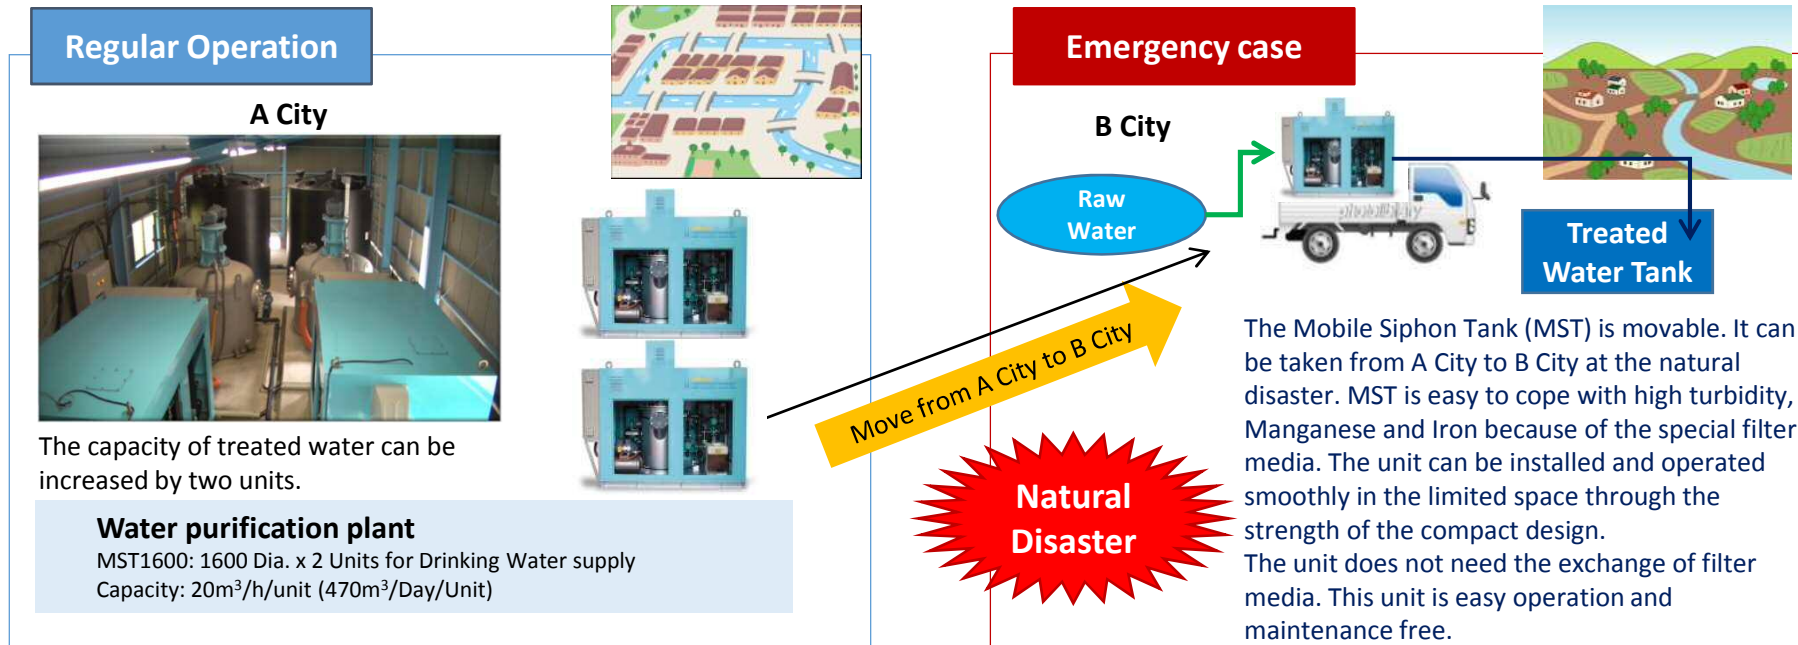 Regular Operation
A City
The capacity of treated water can be
increased by two units.
Water purification plant
MST1600: 1600 Dia. x 2 Units for Drinking Water supply
Capacity: 20m³/h/unit (470m³/Day/Unit)
Move from A City to B City
Natural
Disaster
Emergency case
B City
Raw
Water
photolibrary
Treated
Water Tank
The Mobile Siphon Tank (MST) is movable. It can
be taken from A City to B City at the natural
disaster. MST is easy to cope with high turbidity,
Manganese and Iron because of the special filter
media. The unit can be installed and operated
smoothly in the limited space through the
strength of the compact design.
The unit does not need the exchange of filter
media. This unit is easy operation and
maintenance free.